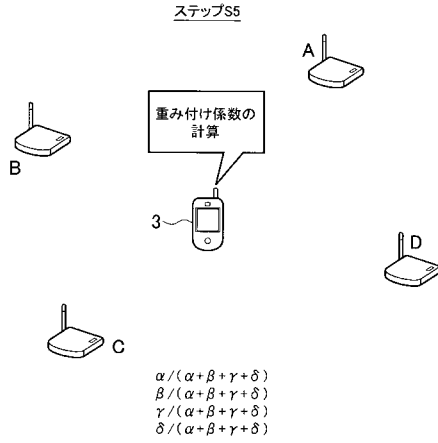 ステップS5
A
B
重み付け係数の
計算
3
D
C
α/(α+β+γ+δ)
β/(α+β+γ+δ)
γ/(α+β+γ+δ)
δ/(α+β+γ+δ)